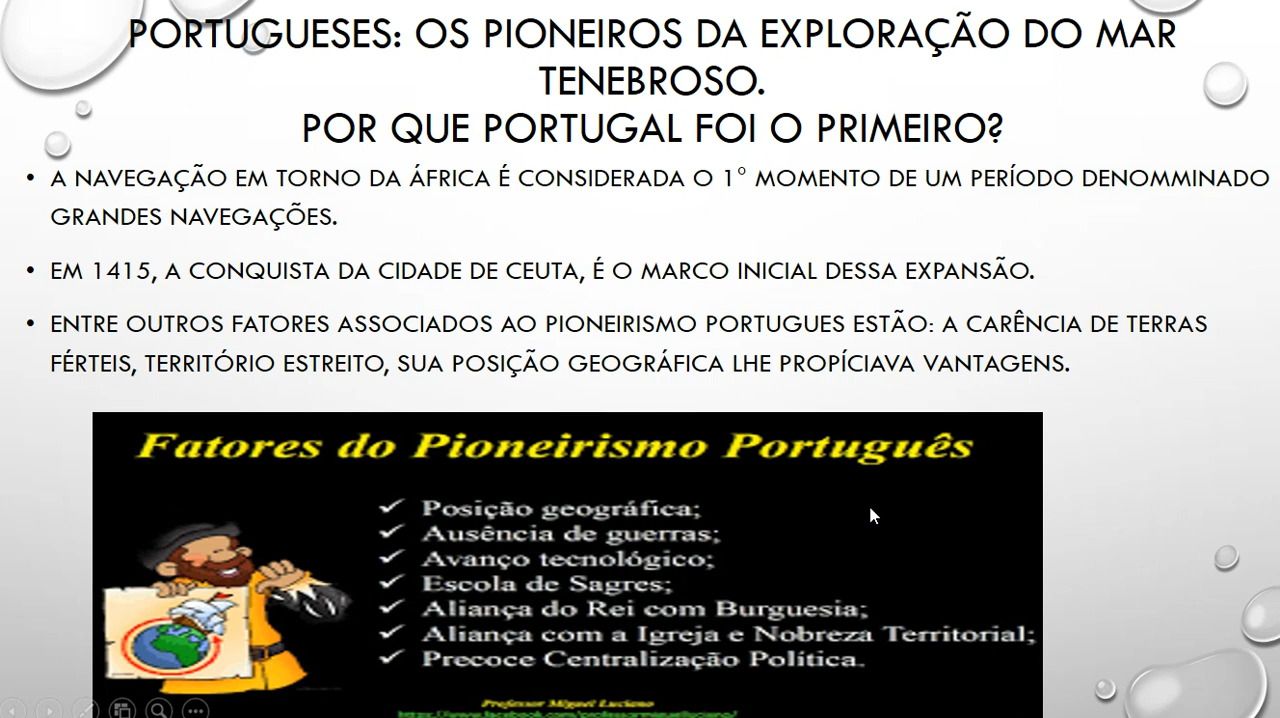 PORTUGUESES: OS PIONEIROS DA EXPLORAÇÃO DO MAR
TENEBROSO.
POR QUE PORTUGAL FOI O PRIMEIRO?
• A NAVEGAÇÃO EM TORNO DA ÁFRICA É CONSIDERADA O 1° MOMENTO DE UM PERÍODO DENOMMINADO
GRANDES NAVEGAÇÕES.
• EM 1415, A CONQUISTA DA CIDADE DE CEUTA, É O MARCO INICIAL DESSA EXPANSÃO.
• ENTRE OUTROS FATORES ASSOCIADOS AO PIONEIRISMO PORTUGUES ESTÃO: A CARÊNCIA DE TERRAS
FÉRTEIS, TERRITÓRIO ESTREITO, SUA POSIÇÃO GEOGRÁFICA LHE PROPÍCIAVA VANTAGENS.
Fatores do Pioneirismo Português
✓ Posição geográfica;
✓ Ausência de guerras;
✓ Avanço tecnológico;
✓ Escola de Sagres;
✓ Aliança do Rei com Burguesia;
✓ Aliança com a Igreja e Nobreza Territorial;
✓ Precoce Centralização Política.
Professor Miguel Luciano